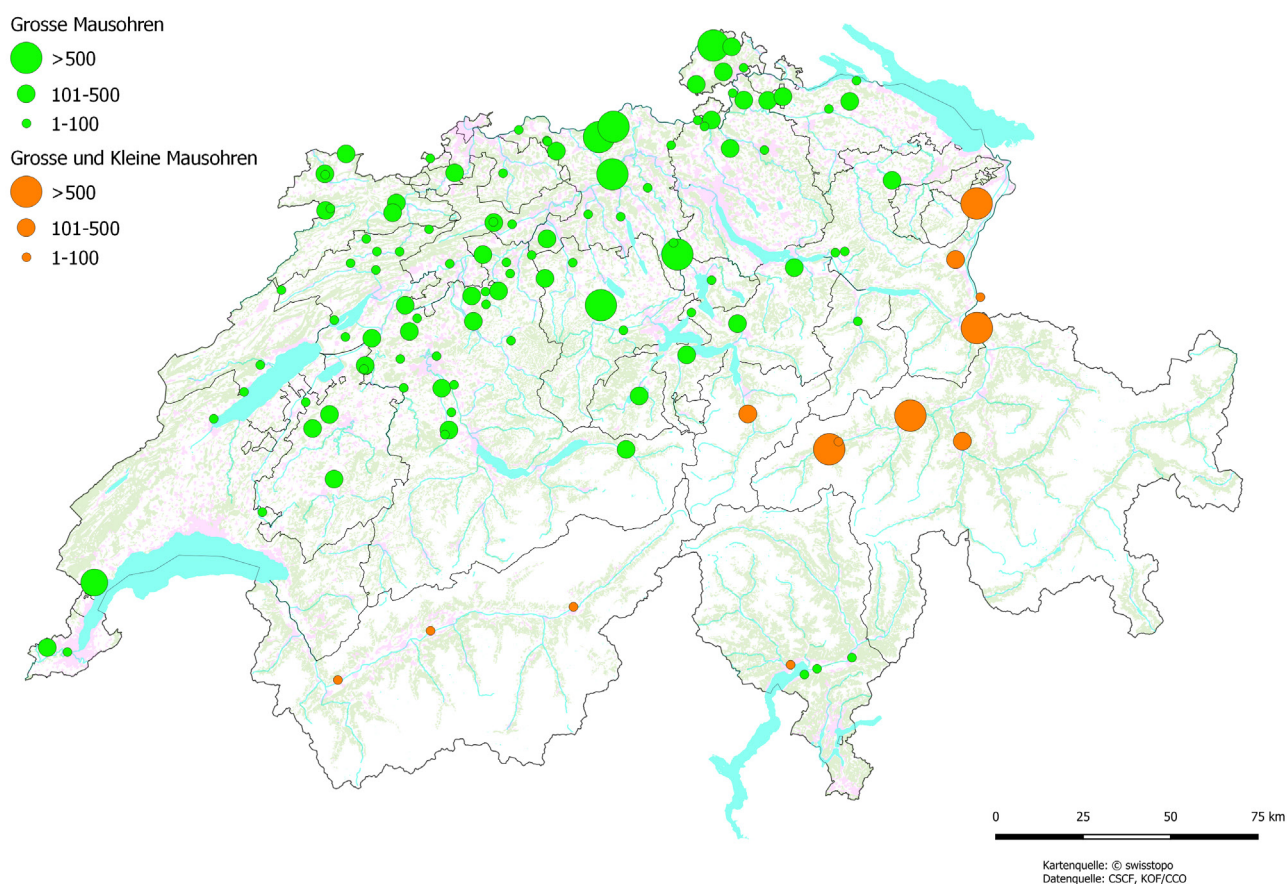 Grosse Mausohren
>500
101-500
1-100
Grosse und Kleine Mausohren
>500
101-500
1-100
0 25 50 75 km
Kartenquelle: © swisstopo
Datenquelle: CSCF, KOF/CCO